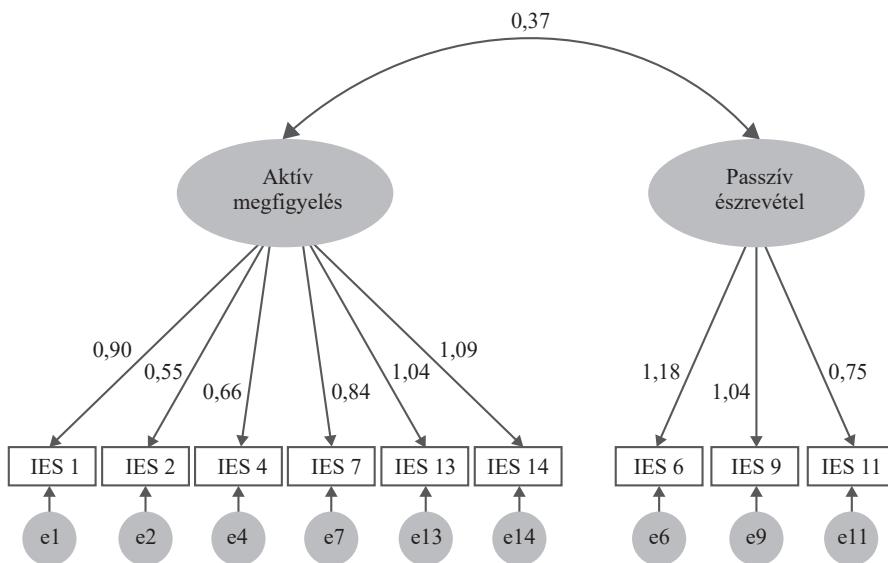 0,37
Aktív
megfigyelés
Passzív
észrevétel
0,90
0,55
0,66
0,84
1,04
1,09
1,18
1,04
0,75
IES 1
IES 2
IES 4
IES 7
IES 13
IES 14
IES 6
IES 9
IES 11
e1
e2
e4
e7
e13
e14
e6
e9
e11